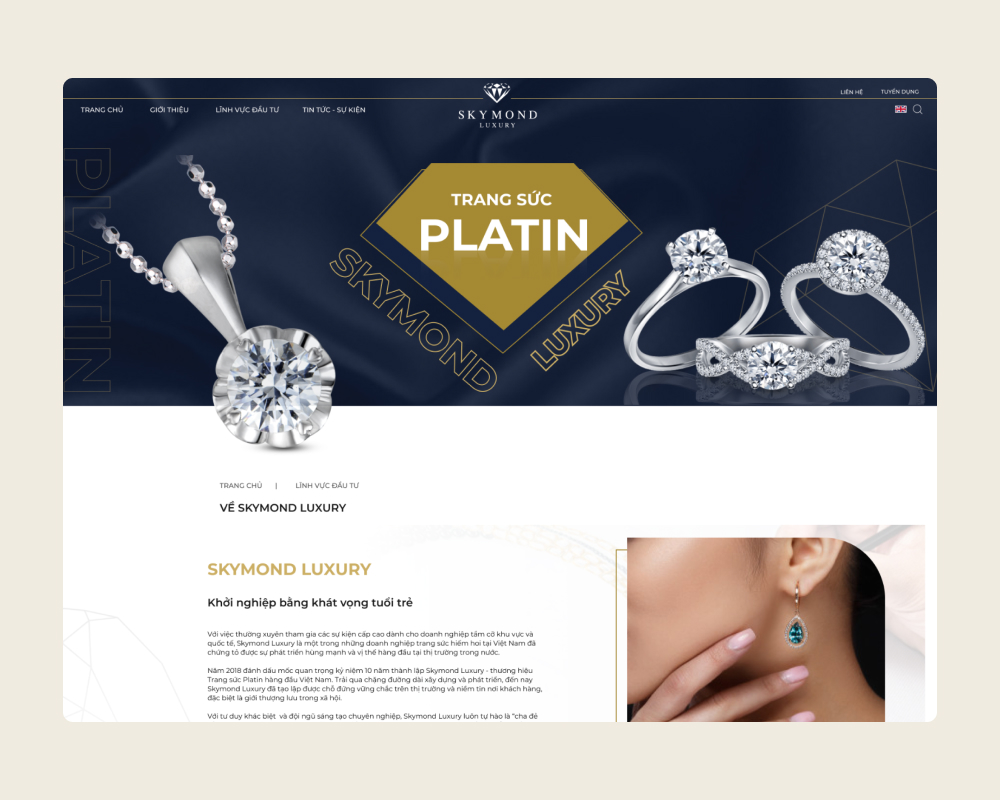 LIÊN HỆ
TUYỂN DỤNG
TRANG CHỦ
GIỚI THIỆU
LĨNH VỰC ĐẦU TƯ
TIN TỨC - SỰ KIỆN
SKYMOND
LUXURY
PLATIN
TRANG SỨC
PLATIN
SKYMOND
LUXURY
TRANG CHỦ | LĨNH VỰC ĐẦU TƯ
VỀ SKYMOND LUXURY
SKYMOND LUXURY
Khởi nghiệp bằng khát vọng tuổi trẻ
Với việc thường xuyên tham gia các sự kiện cấp cao dành cho doanh nghiệp tầm cỡ khu vực và
quốc tế, Skymond Luxury là một trong những doanh nghiệp trang sức hiếm hoi tại Việt Nam đã
chứng tỏ được sự phát triển hùng mạnh và vị thế hàng đầu tại thị trường trong nước.
Năm 2018 đánh dấu mốc quan trọng kỷ niệm 10 năm thành lập Skymond Luxury - thương hiệu
Trang sức Platin hàng đầu Việt Nam. Trải qua chặng đường dài xây dựng và phát triển, đến nay
Skymond Luxury đã tạo lập được chỗ đứng vững chắc trên thị trường và niềm tin nơi khách hàng,
đặc biệt là giới thượng lưu trong xã hội.
Với tư duy khác biệt và đội ngũ sáng tạo chuyên nghiệp, Skymond Luxury luôn tự hào là "cha đẻ